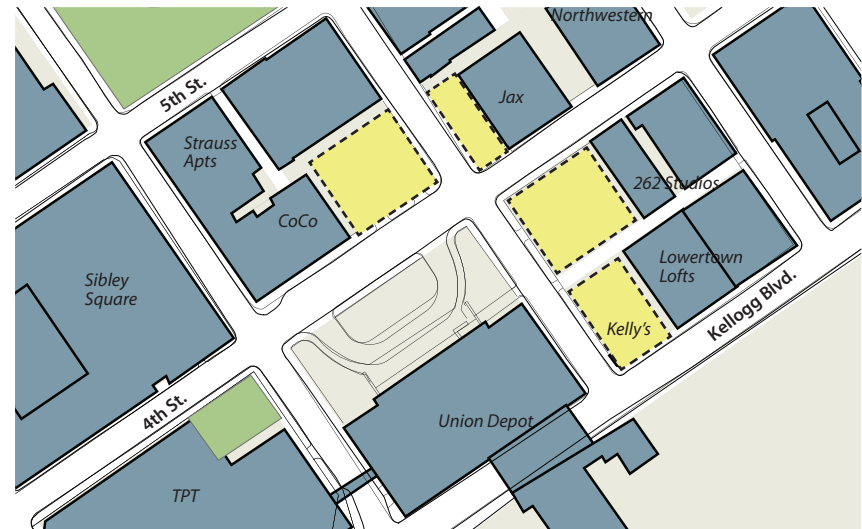 Northwestern
5th St.
Jax
Strauss
Apts
262 Studios
CoCo
Lowertown
Lofts
Sibley
Square
Kelly's
Kellogg Blvd.
4th St.
Union Depot
TPT